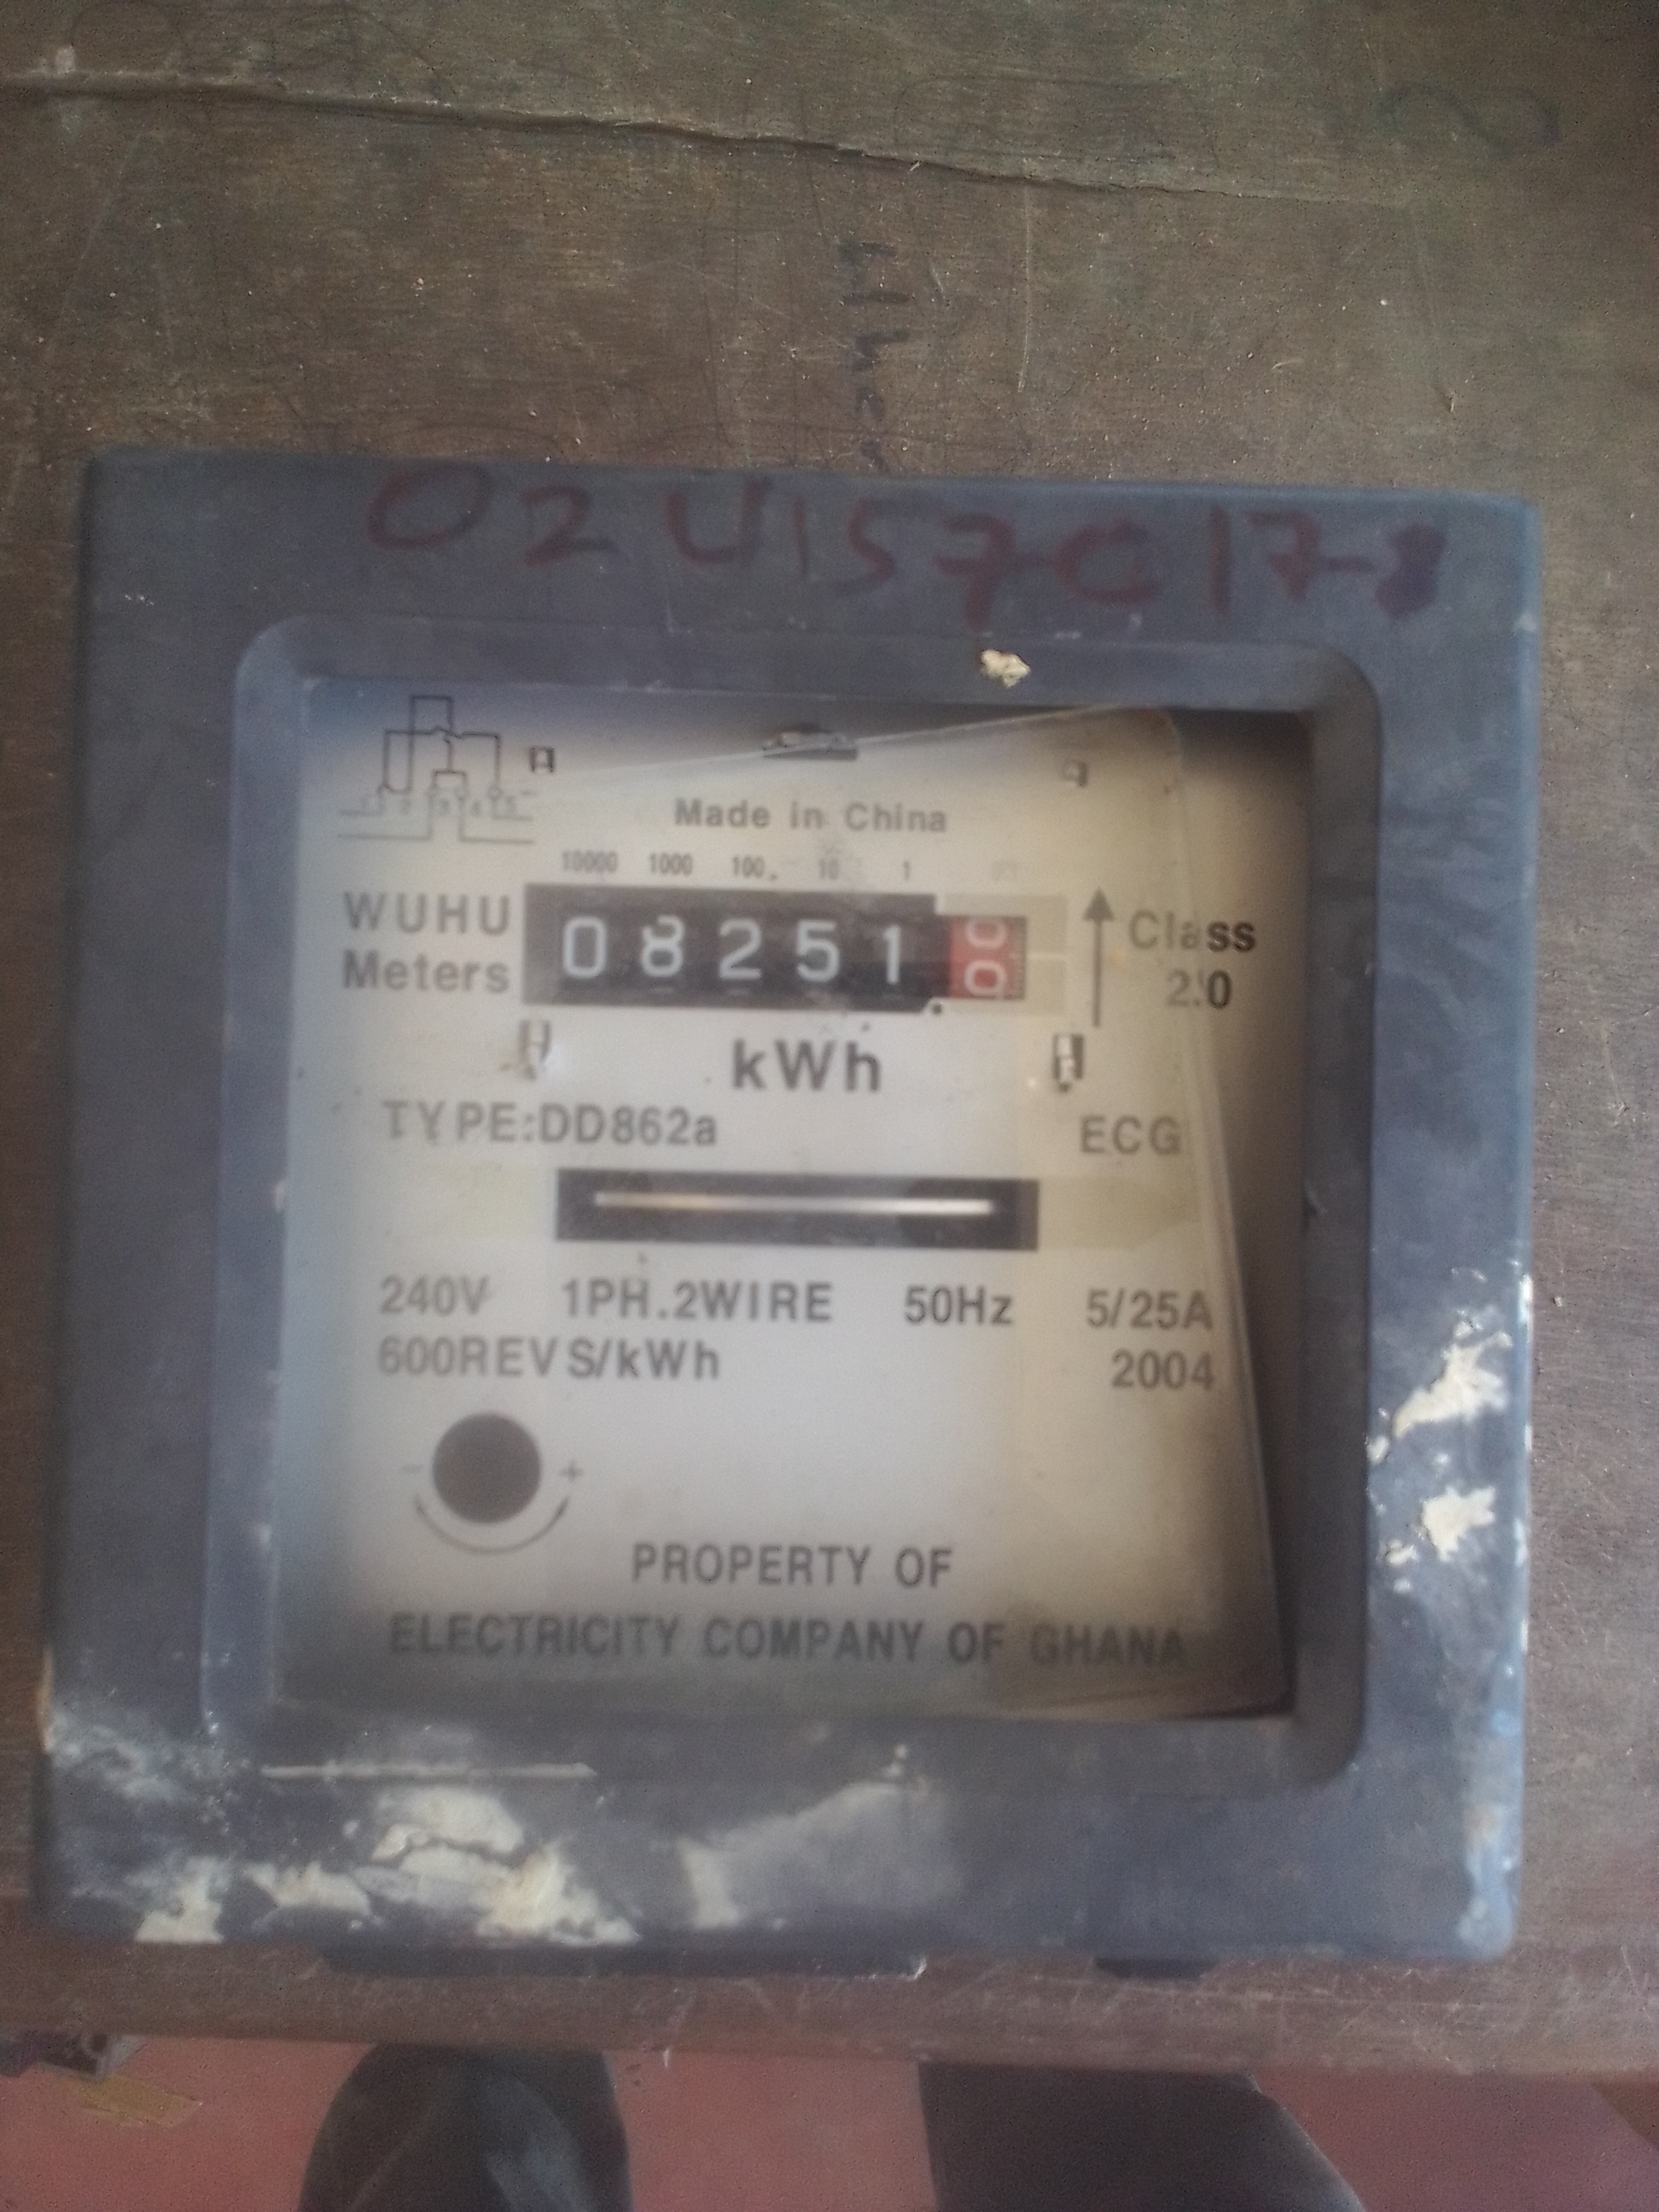 Made in China
10000 1000 100 10 1
WUHU
Meters
08251
Class
2.0
kWh
TYPE:DD862a ECG
240V 1PH.2WIRE 50Hz 5/25A
600REVS/kWh 2004
- +
PROPERTY OF
ELECTRICITY COMPANY OF GHANA